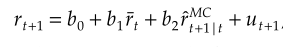 $r_{t+1} = b_0 + b_1 \bar{r}_t + b_2 \hat{r}^{MC}_{t+1\,|\,t} + u_{t+1}.$